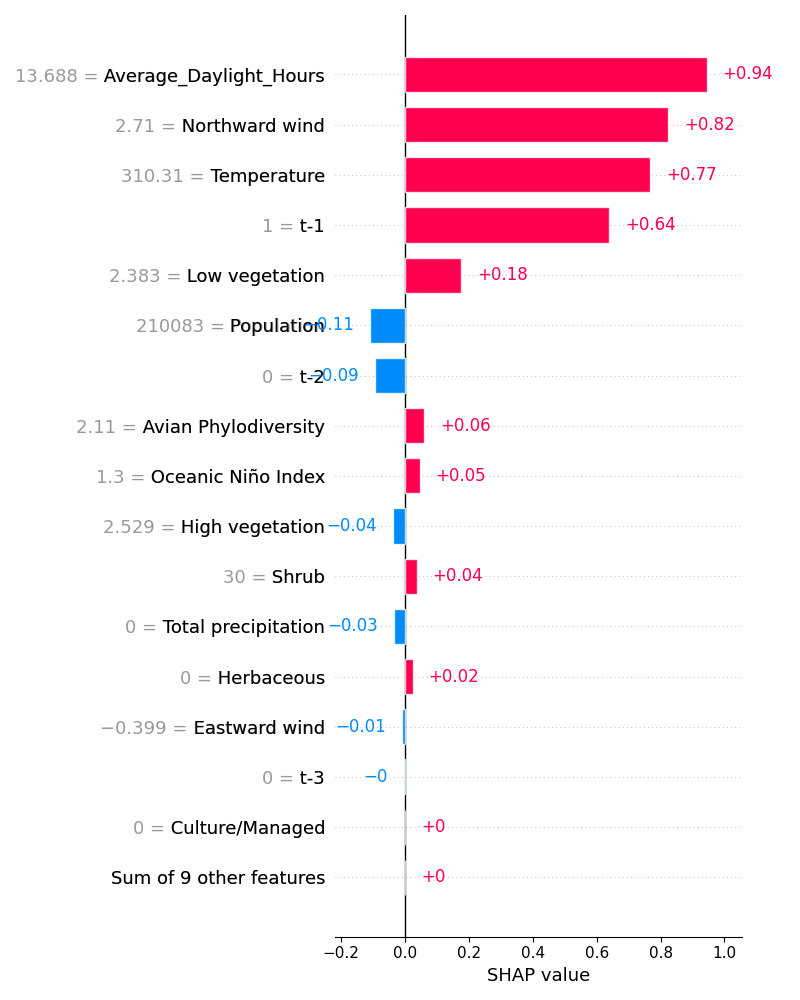 13.688 = Average_Daylight_Hours +0.94
2.71 = Northward wind +0.82
310.31 = Temperature +0.77
1 = t-1 +0.64
2.383 = Low vegetation +0.18
210083 = Population −0.11
0 = t-2 −0.09
2.11 = Avian Phylodiversity +0.06
1.3 = Oceanic Niño Index +0.05
2.529 = High vegetation −0.04
30 = Shrub +0.04
0 = Total precipitation −0.03
0 = Herbaceous +0.02
−0.399 = Eastward wind −0.01
0 = t-3 −0
0 = Culture/Managed +0
Sum of 9 other features +0
−0.2 0.0 0.2 0.4 0.6 0.8 1.0
SHAP value